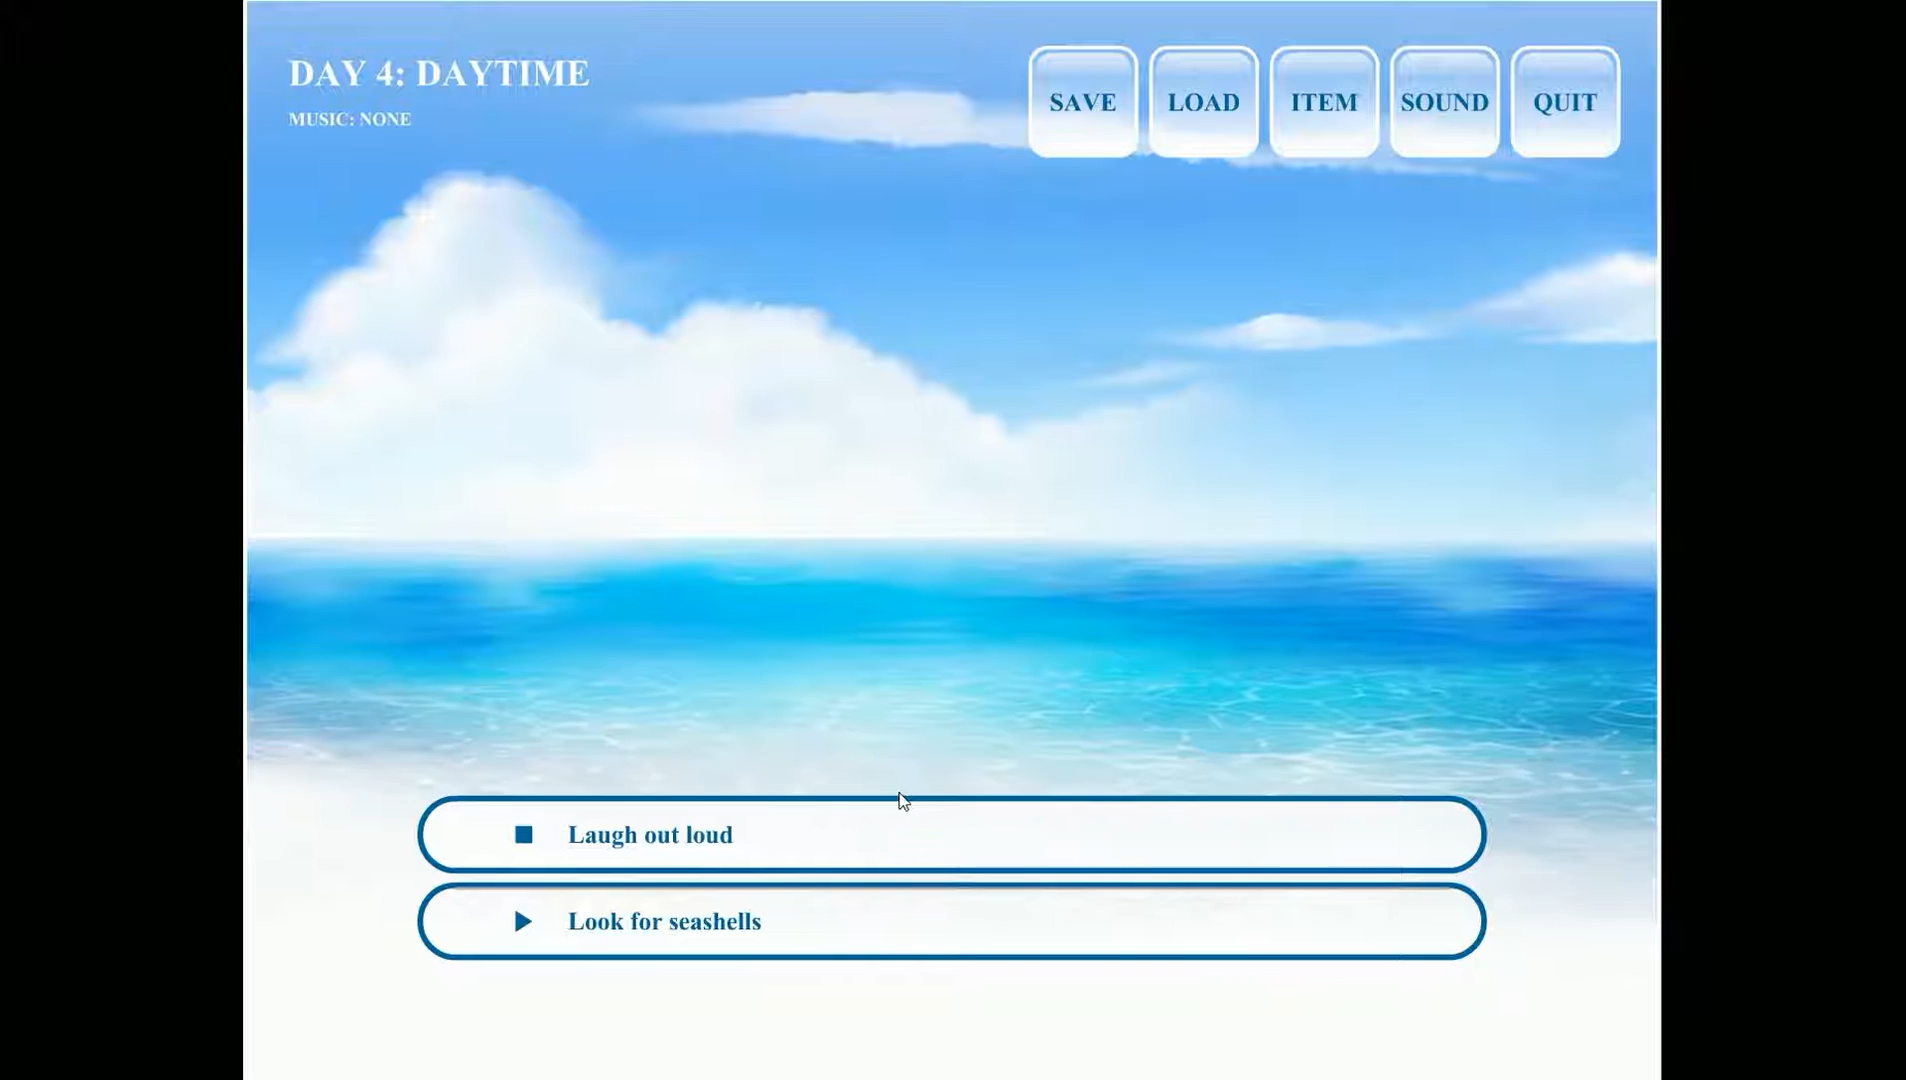 DAY 4: DAYTIME
MUSIC: NONE
SAVE
LOAD
ITEM
SOUND
QUIT
Laugh out loud
Look for seashells